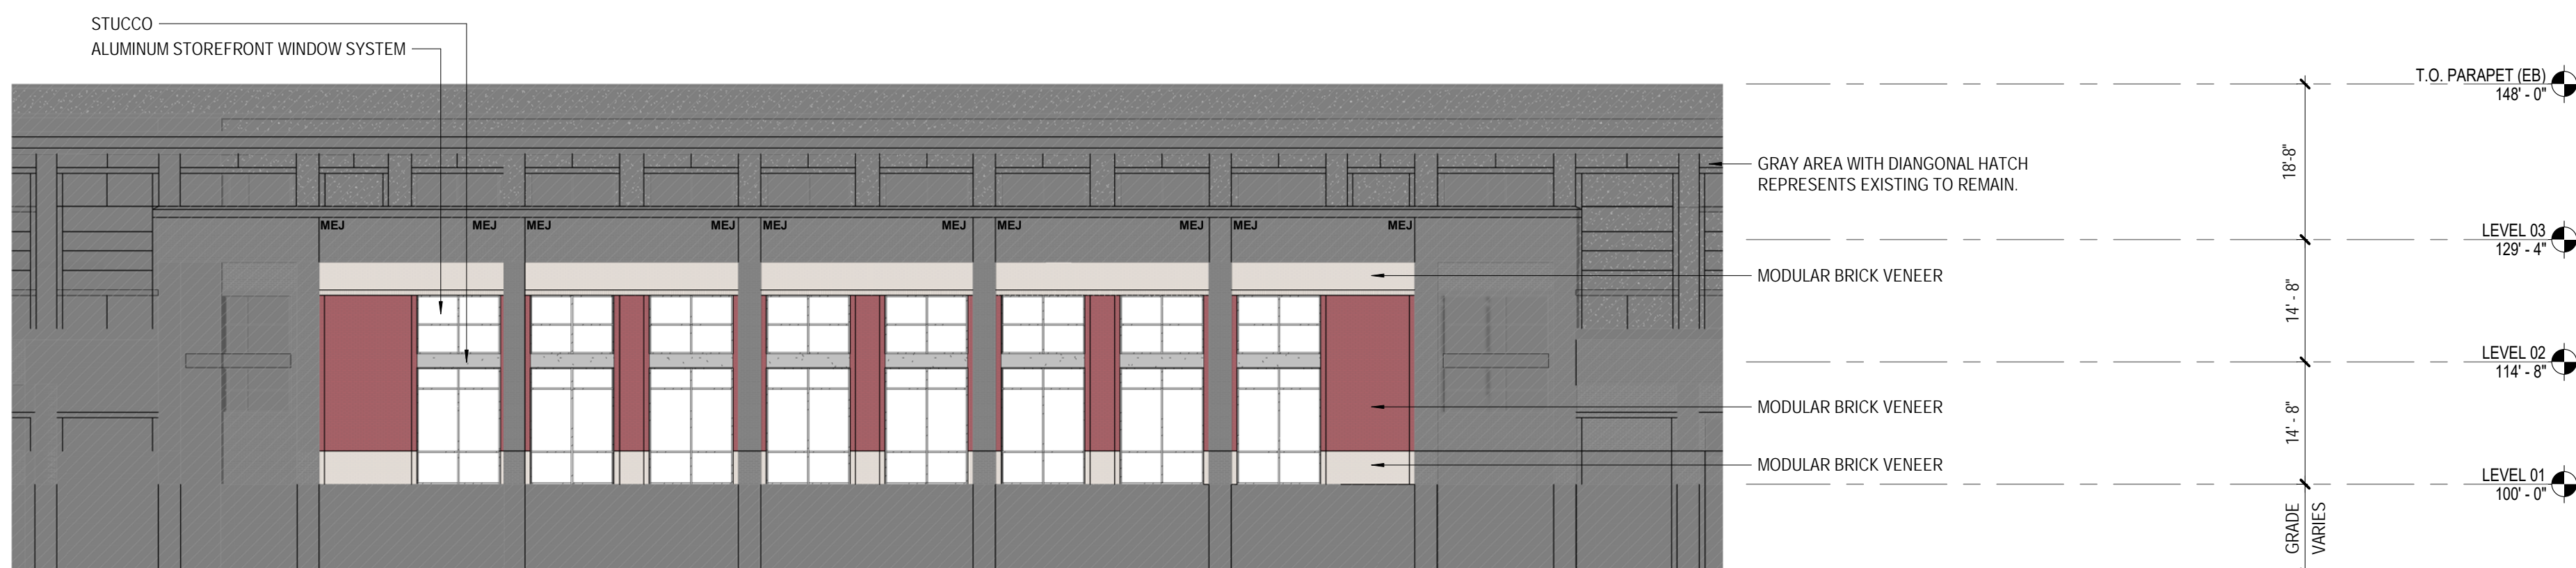 STUCCO
ALUMINUM STOREFRONT WINDOW SYSTEM
T.O. PARAPET (EB)
148' - 0"
18'-8"
GRAY AREA WITH DIANGONAL HATCH
REPRESENTS EXISTING TO REMAIN.
MEJ MEJ MEJ MEJ MEJ MEJ MEJ MEJ MEJ MEJ
LEVEL 03
129' - 4"
MODULAR BRICK VENEER
14' - 8"
LEVEL 02
114' - 8"
MODULAR BRICK VENEER
14' - 8"
MODULAR BRICK VENEER
LEVEL 01
100' - 0"
GRADE
VARIES